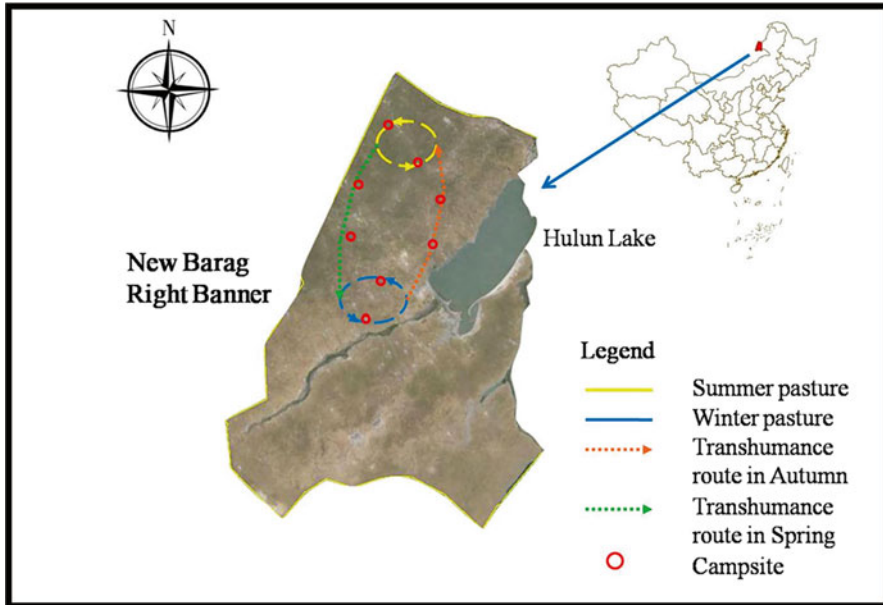 N
Hulun Lake
New Barag
Right Banner
Legend
Summer pasture
Winter pasture
Transhumance
route in Autumn
Transhumance
route in Spring
Campsite